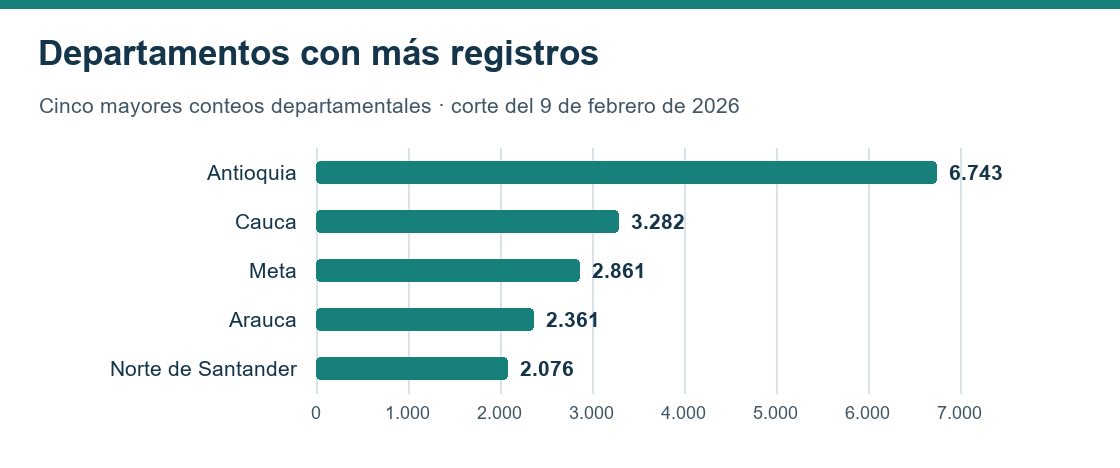 Departamentos con más registros
Cinco mayores conteos departamentales · corte del 9 de febrero de 2026
Antioquia 6.743
Cauca 3.282
Meta 2.861
Arauca 2.361
Norte de Santander 2.076
0 1.000 2.000 3.000 4.000 5.000 6.000 7.000